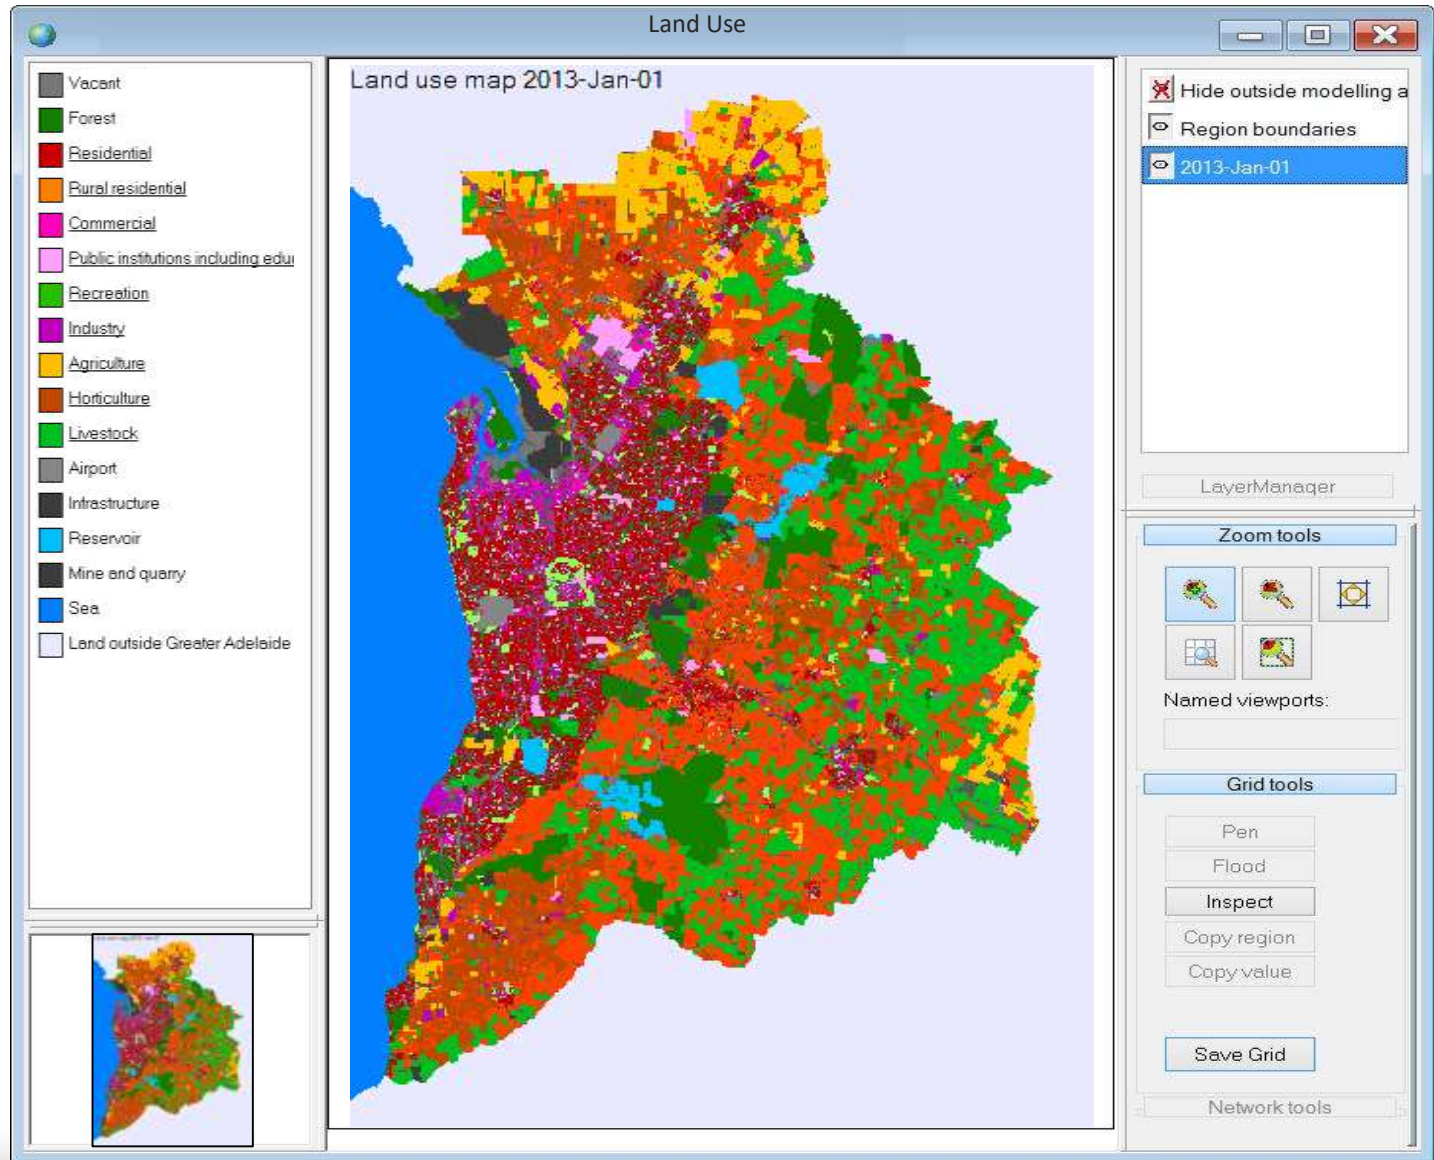 Land Use
Vacant
Forest
Residential
Rural residential
Commercial
Public institutions including edu
Recreation
Industry
Agriculture
Horticulture
Livestock
Airport
Infrastructure
Reservoir
Mine and quarry
Sea
Land outside Greater Adelaide
Land use map 2013-Jan-01
Hide outside modelling a
Region boundaries
2013-Jan-01
LayerManager
Zoom tools
Named viewports:
Grid tools
Pen
Flood
Inspect
Copy region
Copy value
Save Grid
Network tools